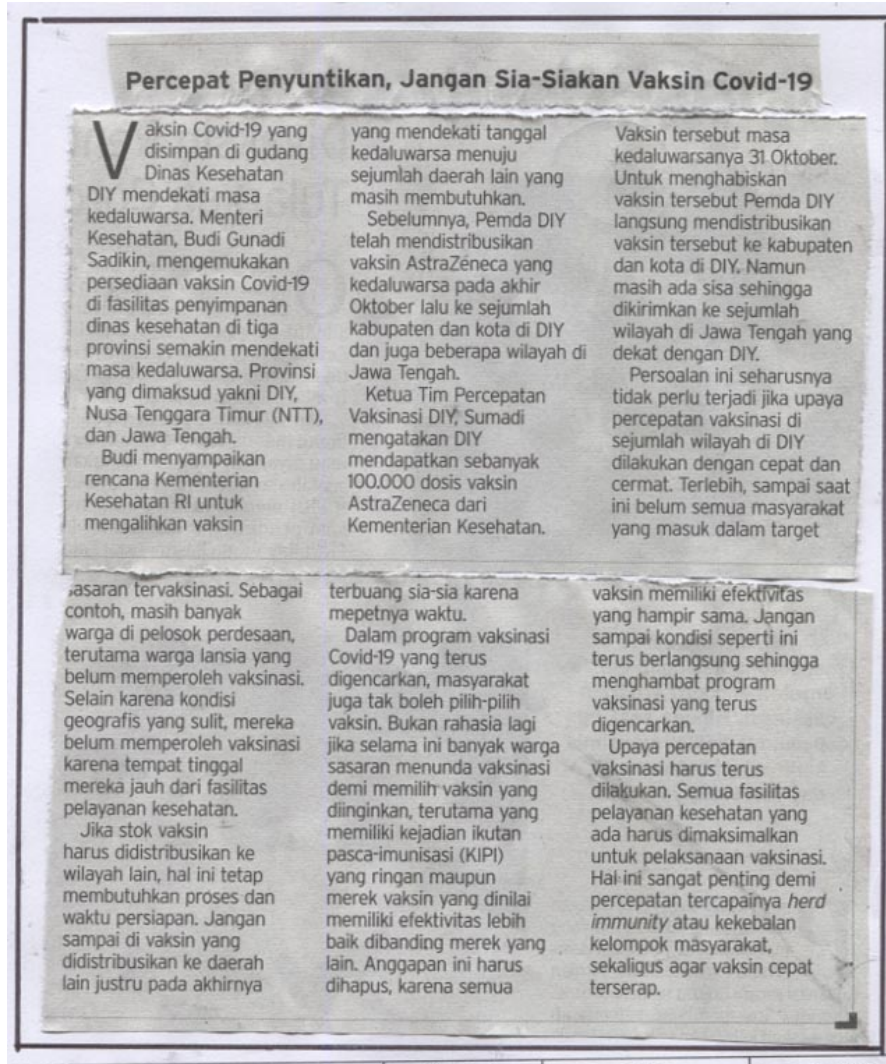 Percepat Penyuntikan, Jangan Sia-Siakan Vaksin Covid-19
Vaksin Covid-19 yang
disimpan di gudang
Dinas Kesehatan
DIY mendekati masa
kedaluwarsa. Menteri
Kesehatan, Budi Gunadi
Sadikin, mengemukakan
persediaan vaksin Covid-19
di fasilitas penyimpanan
dinas kesehatan di tiga
provinsi semakin mendekati
masa kedaluwarsa. Provinsi
yang dimaksud yakni DIY,
Nusa Tenggara Timur (NTT),
dan Jawa Tengah.
Budi menyampaikan
rencana Kementerian
Kesehatan RI untuk
mengalihkan vaksin
yang mendekati tanggal
kedaluwarsa menuju
sejumlah daerah lain yang
masih membutuhkan.
Sebelumnya, Pemda DIY
telah mendistribusikan
vaksin AstraZeneca yang
kedaluwarsa pada akhir
Oktober lalu ke sejumlah
kabupaten dan kota di DIY
dan juga beberapa wilayah di
Jawa Tengah.
Ketua Tim Percepatan
Vaksinasi DIY, Sumadi
mengatakan DIY
mendapatkan sebanyak
100.000 dosis vaksin
AstraZeneca dari
Kementerian Kesehatan.
Vaksin tersebut masa
kedaluwarsanya 31 Oktober.
Untuk menghabiskan
vaksin tersebut Pemda DIY
langsung mendistribusikan
vaksin tersebut ke kabupaten
dan kota di DIY. Namun
masih ada sisa sehingga
dikirimkan ke sejumlah
wilayah di Jawa Tengah yang
dekat dengan DIY.
Persoalan ini seharusnya
tidak perlu terjadi jika upaya
percepatan vaksinasi di
sejumlah wilayah di DIY
dilakukan dengan cepat dan
cermat. Terlebih, sampai saat
ini belum semua masyarakat
yang masuk dalam target
sasaran tervaksinasi. Sebagai
contoh, masih banyak
warga di pelosok perdesaan,
terutama warga lansia yang
belum memperoleh vaksinasi.
Selain karena kondisi
geografis yang sulit, mereka
belum memperoleh vaksinasi
karena tempat tinggal
mereka jauh dari fasilitas
pelayanan kesehatan.
Jika stok vaksin
harus didistribusikan ke
wilayah lain, hal ini tetap
membutuhkan proses dan
waktu persiapan. Jangan
sampai di vaksin yang
didistribusikan ke daerah
lain justru pada akhirnya
terbuang sia-sia karena
mepetnya waktu.
Dalam program vaksinasi
Covid-19 yang terus
digencarkan, masyarakat
juga tak boleh pilih-pilih
vaksin. Bukan rahasia lagi
jika selama ini banyak warga
sasaran menunda vaksinasi
demi memilih vaksin yang
diinginkan, terutama yang
memiliki kejadian ikutan
pasca-imunisasi (KIPI)
yang ringan maupun
merek vaksin yang dinilai
memiliki efektivitas lebih
baik dibanding merek yang
lain. Anggapan ini harus
dihapus, karena semua
vaksin memiliki efektivitas
yang hampir sama. Jangan
sampai kondisi seperti ini
terus berlangsung sehingga
menghambat program
vaksinasi yang terus
digencarkan.
Upaya percepatan
vaksinasi harus terus
dilakukan. Semua fasilitas
pelayanan kesehatan yang
ada harus dimaksimalkan
untuk pelaksanaan vaksinasi.
Hal ini sangat penting demi
percepatan tercapainya herd
immunity atau kekebalan
kelompok masyarakat,
sekaligus agar vaksin cepat
terserap.